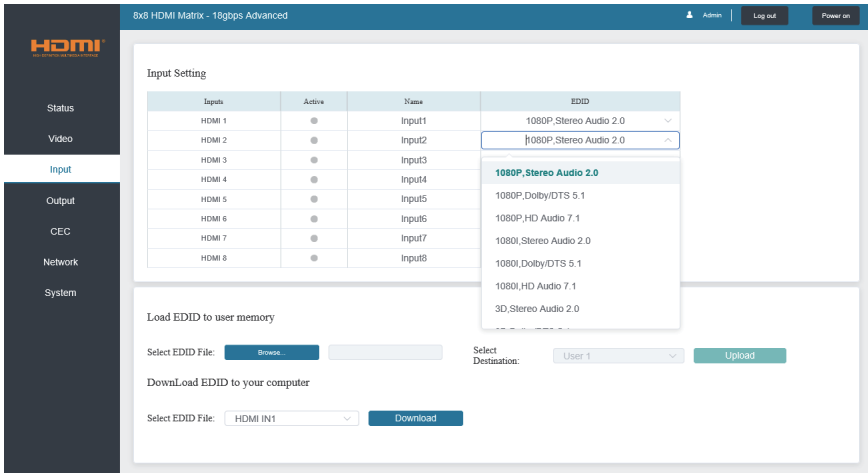 8x8 HDMI Matrix - 18gbps Advanced
Admin
Log out
Power on
HDMI
Status
Video
Input
Output
CEC
Network
System
Input Setting
Inputs Active Name EDID
HDMI 1 Input1 1080P,Stereo Audio 2.0
HDMI 2 Input2 1080P,Stereo Audio 2.0
HDMI 3 Input3
HDMI 4 Input4
HDMI 5 Input5
HDMI 6 Input6
HDMI 7 Input7
HDMI 8 Input8
1080P,Stereo Audio 2.0
1080P,Dolby/DTS 5.1
1080P,HD Audio 7.1
1080I,Stereo Audio 2.0
1080I,Dolby/DTS 5.1
1080I,HD Audio 7.1
3D,Stereo Audio 2.0
Load EDID to user memory
Select EDID File: Browse...
Select
Destination: User 1 Upload
DownLoad EDID to your computer
Select EDID File: HDMI IN1 Download